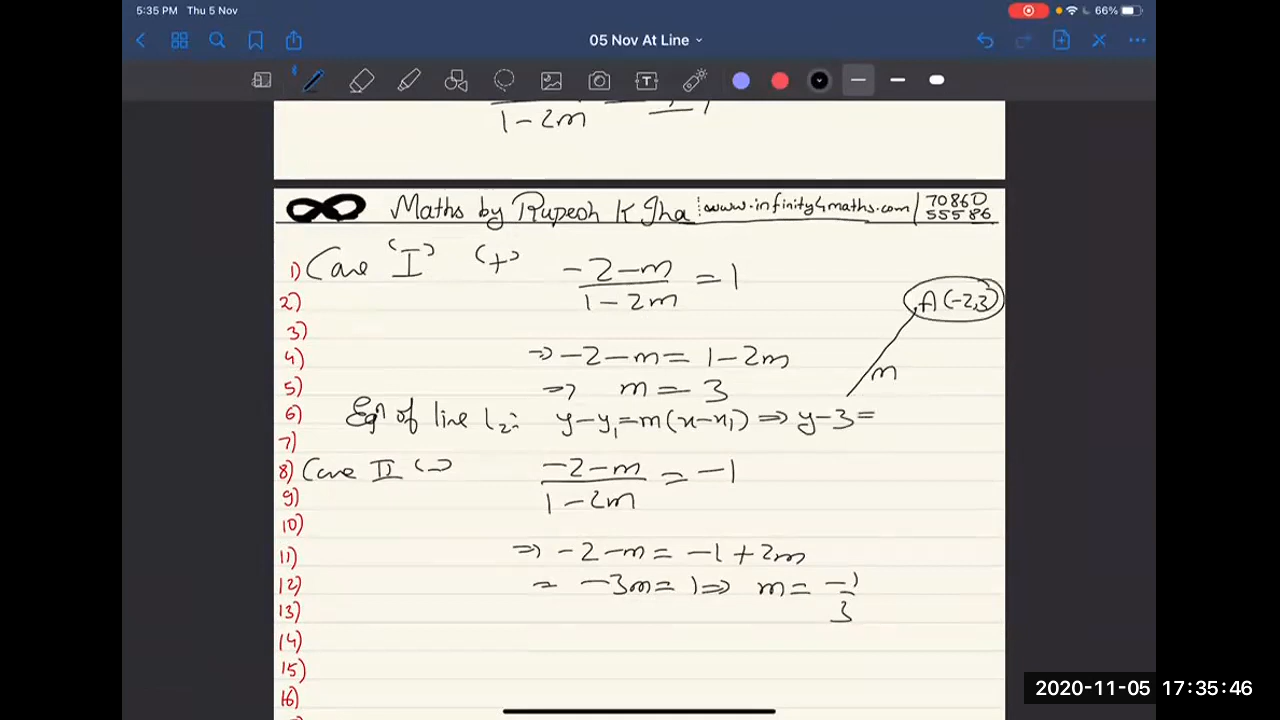 5:35 PM Thu 5 Nov
66%
05 Nov At Line
T
1-2m
Maths by Rupesh K Jha www.infinity4maths.com 70860 55586
1) Case (I) (+) (-2-m)/(1-2m) = 1
2)
A(-2,3)
3)
4) ⇒ -2-m = 1-2m
m
5) ⇒ m = 3
6) Eqn of line L2: y-y₁=m(x-x₁) ⇒ y-3=
7)
8) Case II (-) (-2-m)/(1-2m) = -1
9)
10)
11) ⇒ -2-m = -1+2m
12) = -3m = 1 ⇒ m = -1/3
13)
14)
15)
16)
2020-11-05 17:35:46